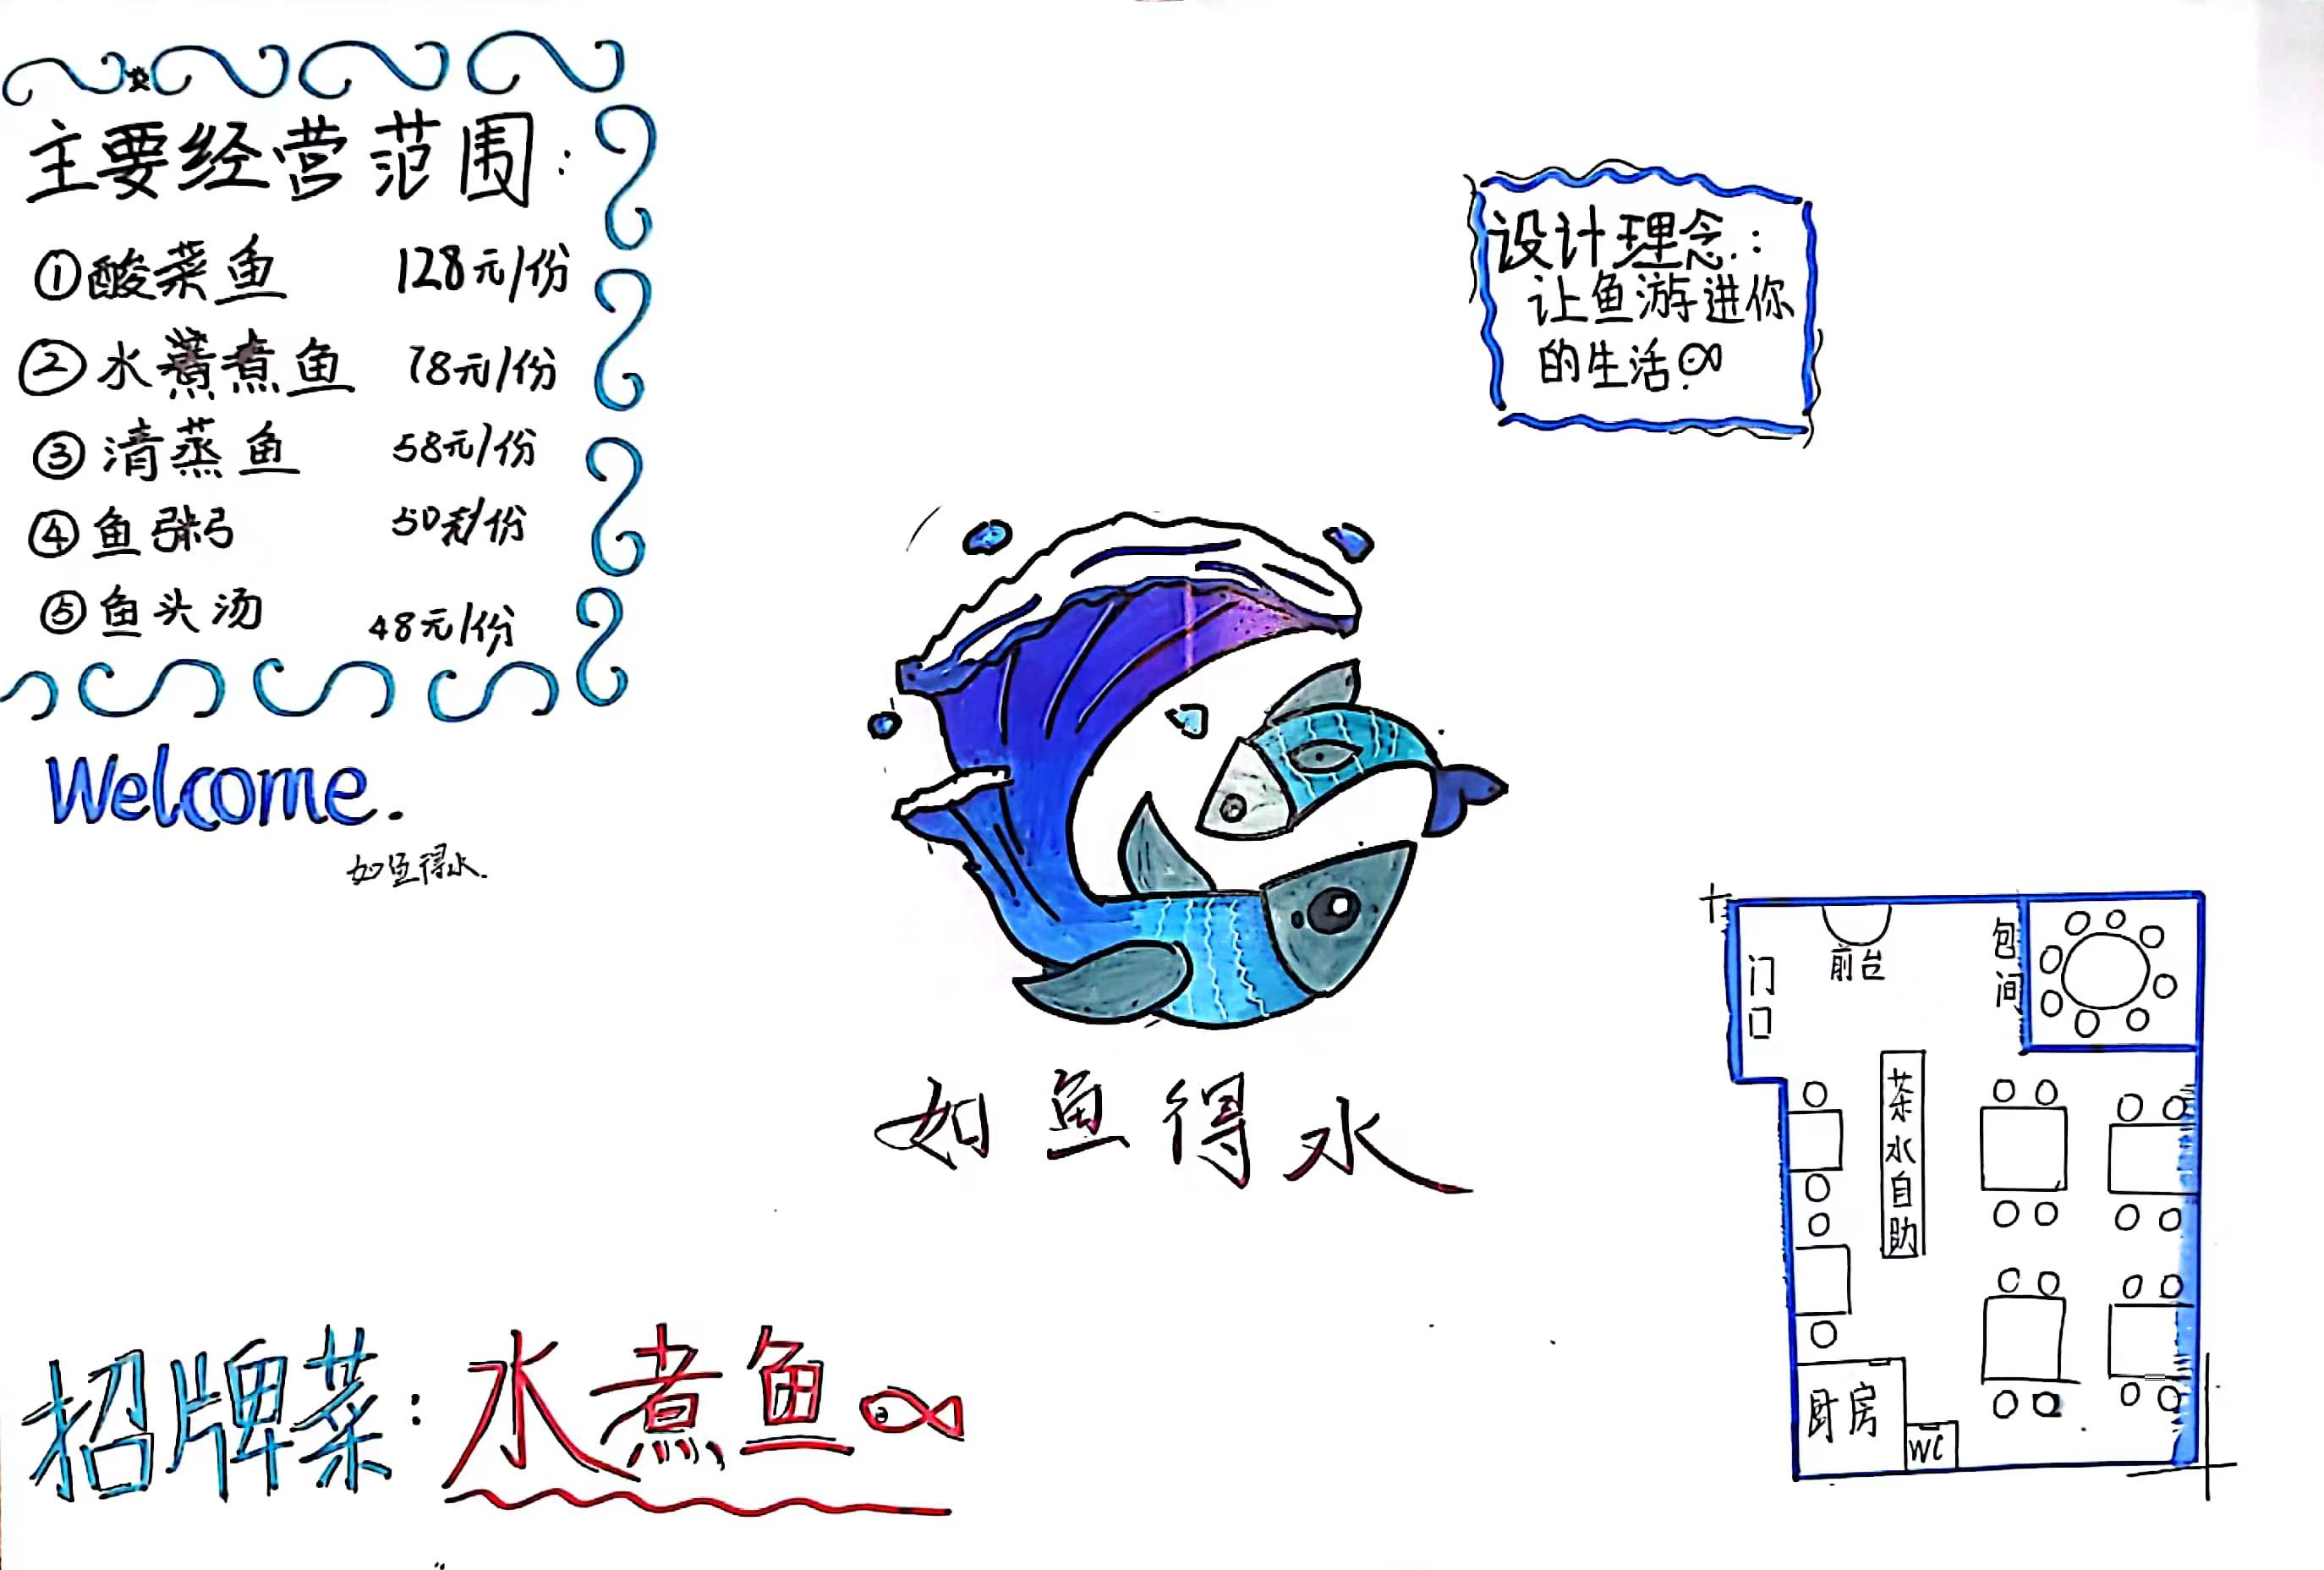 主要经营范围：
①酸菜鱼 128元/份
②水煮鱼 78元/份
③清蒸鱼 58元/份
④鱼粥 50元/份
⑤鱼头汤 48元/份
Welcome.
如鱼得水.
设计理念：
让鱼游进你
的生活.
如鱼得水
招牌菜：水煮鱼
门口
前台
包间
茶水自助
厨房
WC